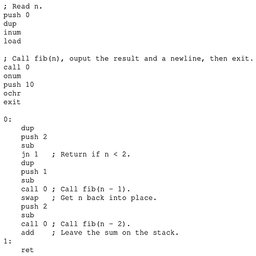 ; Read n.
push 0
dup
inum
load
; Call fib(n), ouput the result and a newline, then exit.
call 0
onum
push 10
ochr
exit
0:
dup
push 2
sub
jn 1 ; Return if n < 2.
dup
push 1
sub
call 0 ; Call fib(n - 1).
swap ; Get n back into place.
push 2
sub
call 0 ; Call fib(n - 2).
add ; Leave the sum on the stack.
1:
ret